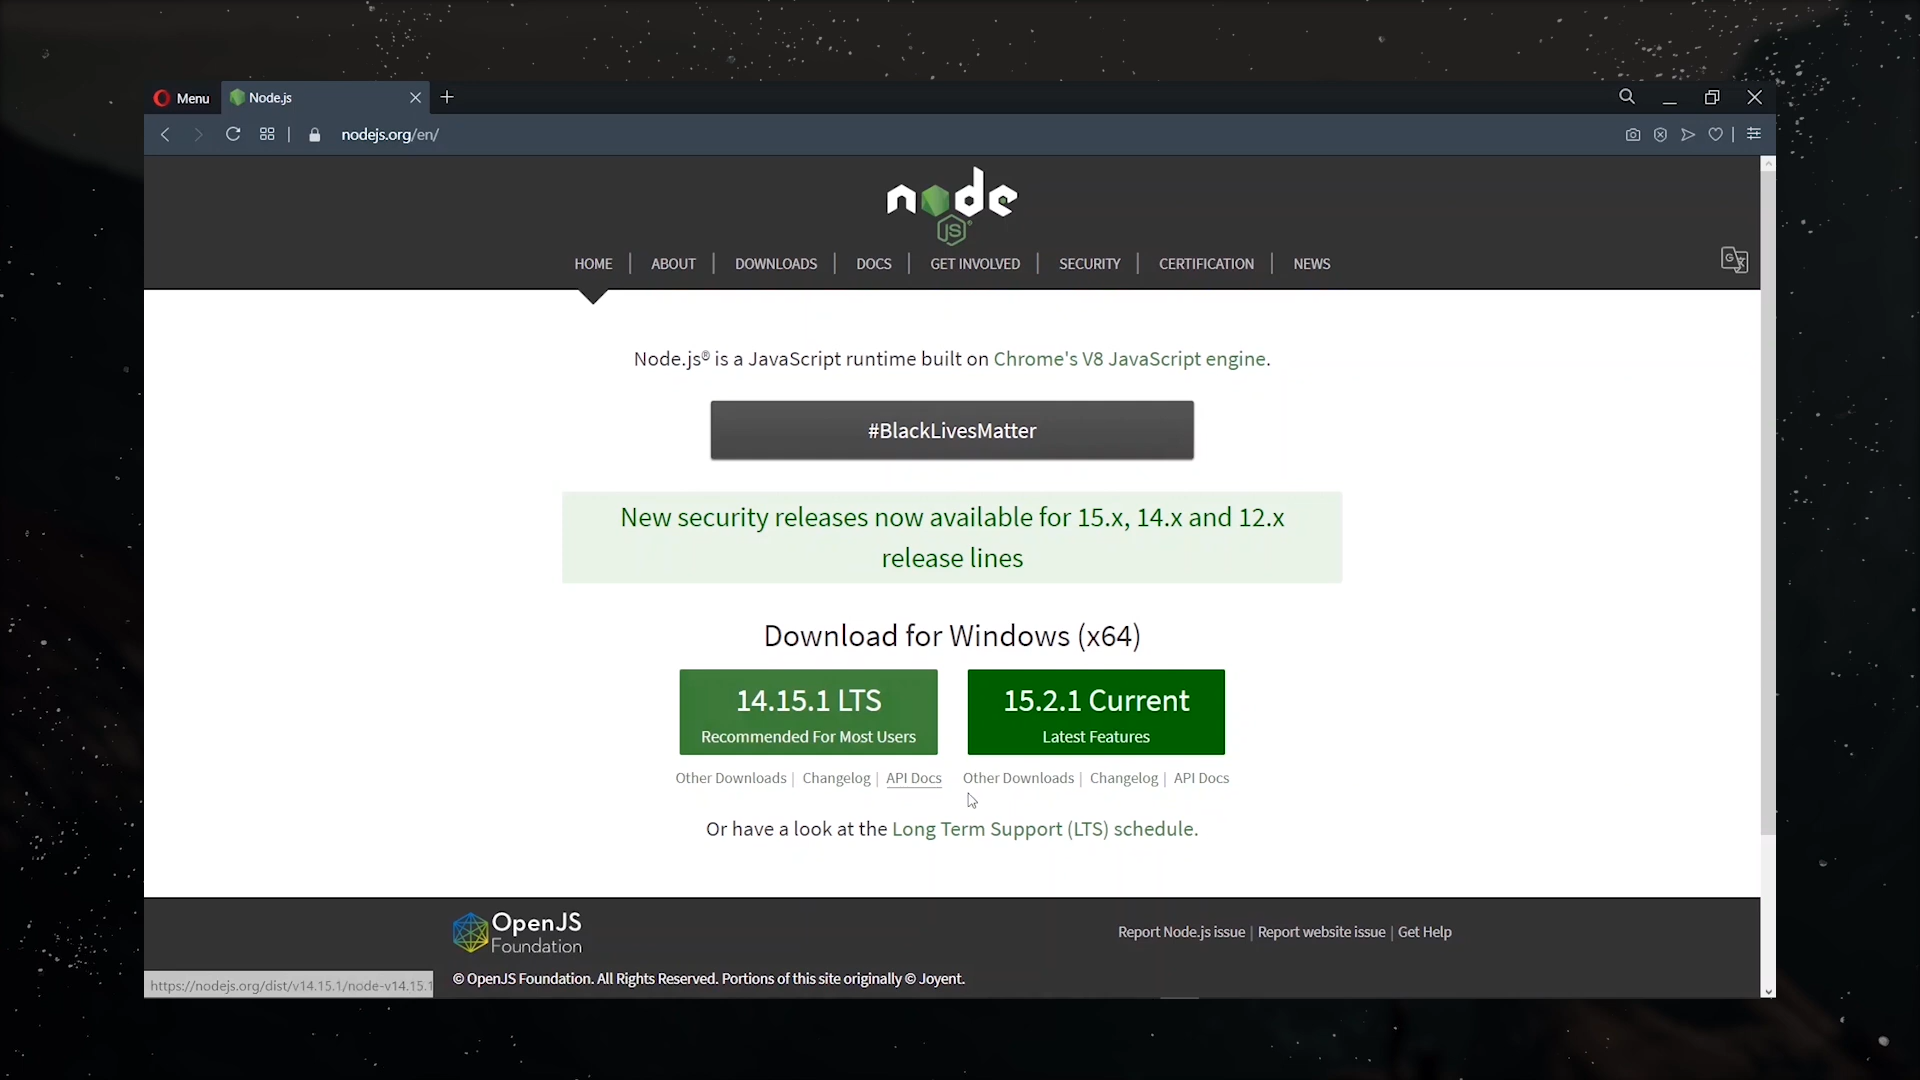 Menu
Node.js
nodejs.org/en/
node
JS
HOME | ABOUT | DOWNLOADS | DOCS | GET INVOLVED | SECURITY | CERTIFICATION | NEWS
Node.js® is a JavaScript runtime built on Chrome's V8 JavaScript engine.
#BlackLivesMatter
New security releases now available for 15.x, 14.x and 12.x
release lines
Download for Windows (x64)
14.15.1 LTS
Recommended For Most Users
15.2.1 Current
Latest Features
Other Downloads | Changelog | API Docs
Other Downloads | Changelog | API Docs
Or have a look at the Long Term Support (LTS) schedule.
OpenJS
Foundation
Report Node.js issue | Report website issue | Get Help
https://nodejs.org/dist/v14.15.1/node-v14.15.1
© OpenJS Foundation. All Rights Reserved. Portions of this site originally © Joyent.